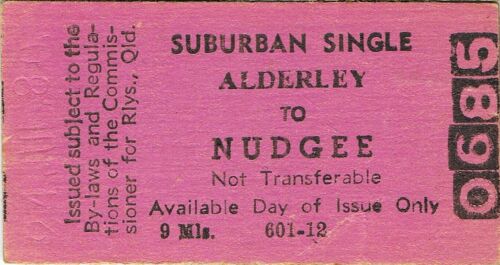 Issued subject to the
By-laws and Regula-
tions of the Commis-
sioner for Rlys., Qld.
SUBURBAN SINGLE
ALDERLEY
TO
NUDGEE
Not Transferable
Available Day of Issue Only
9 Mls. 601-12
0685